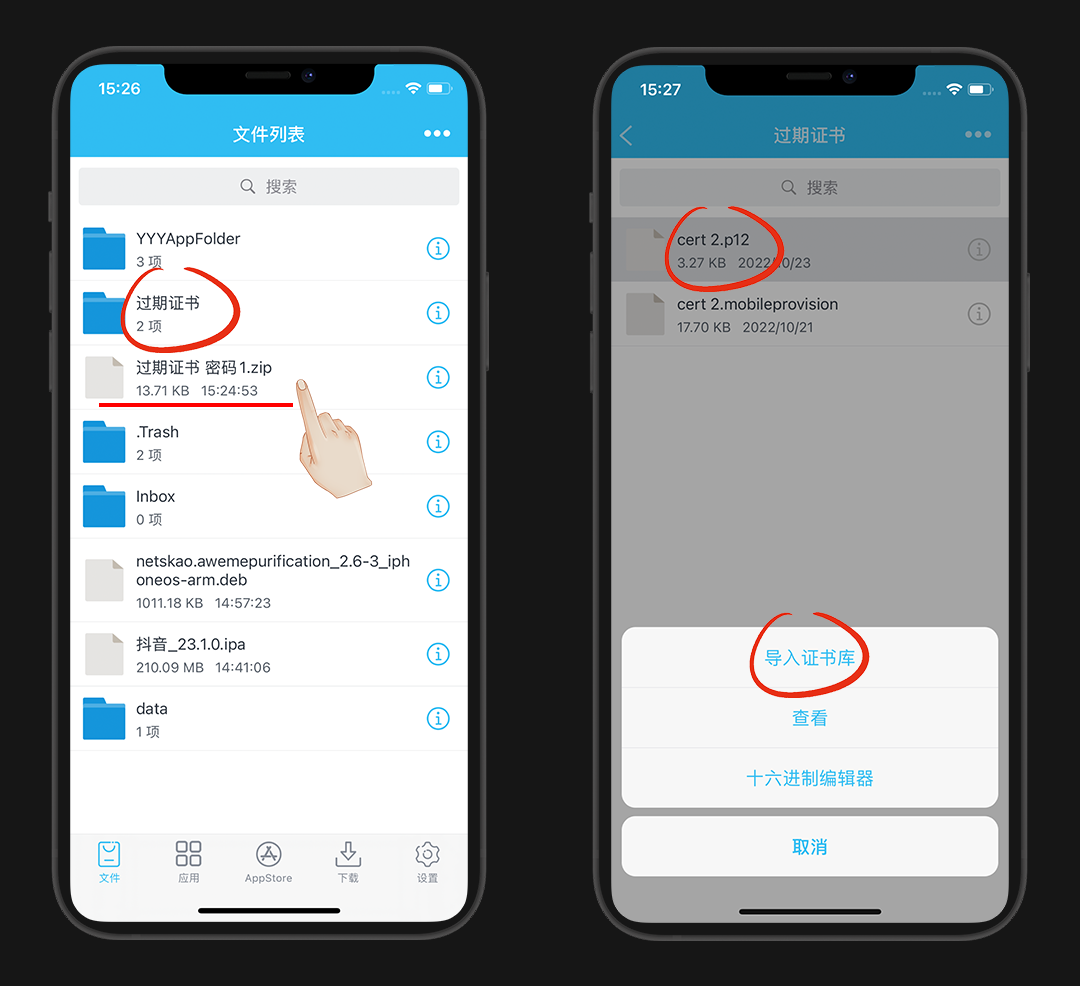 15:26
文件列表
搜索
YYYAppFolder
3 项
过期证书
2 项
过期证书 密码1.zip
13.71 KB 15:24:53
.Trash
2 项
Inbox
0 项
netskao.awemepurification_2.6-3_iph
oneos-arm.deb
1011.18 KB 14:57:23
抖音_23.1.0.ipa
210.09 MB 14:41:06
data
1 项
文件
应用
AppStore
下载
设置
15:27
过期证书
搜索
cert 2.p12
3.27 KB 2022/10/23
cert 2.mobileprovision
17.70 KB 2022/10/21
导入证书库
查看
十六进制编辑器
取消